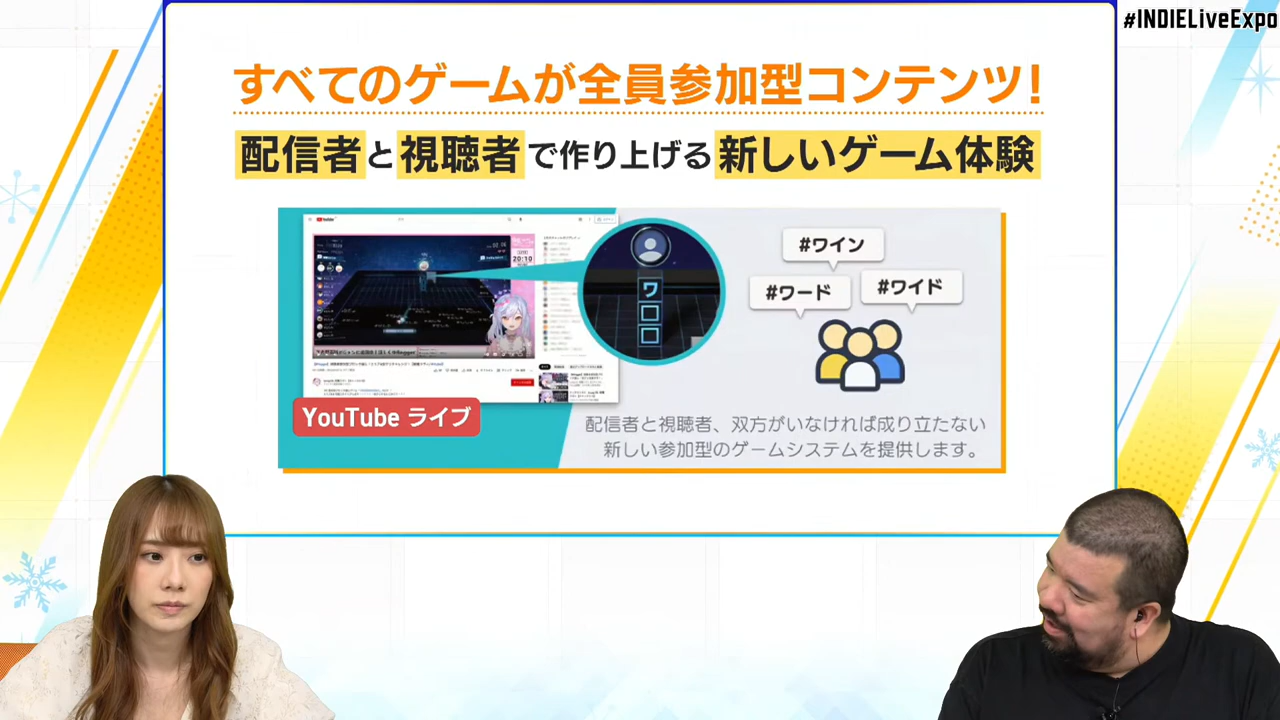 #INDIELiveExpo
すべてのゲームが全員参加型コンテンツ!
配信者と視聴者で作り上げる新しいゲーム体験
YouTube
20:10
ワ
#ワイン
#ワード
#ワイド
YouTube ライブ
配信者と視聴者、双方がいなければ成り立たない
新しい参加型のゲームシステムを提供します。